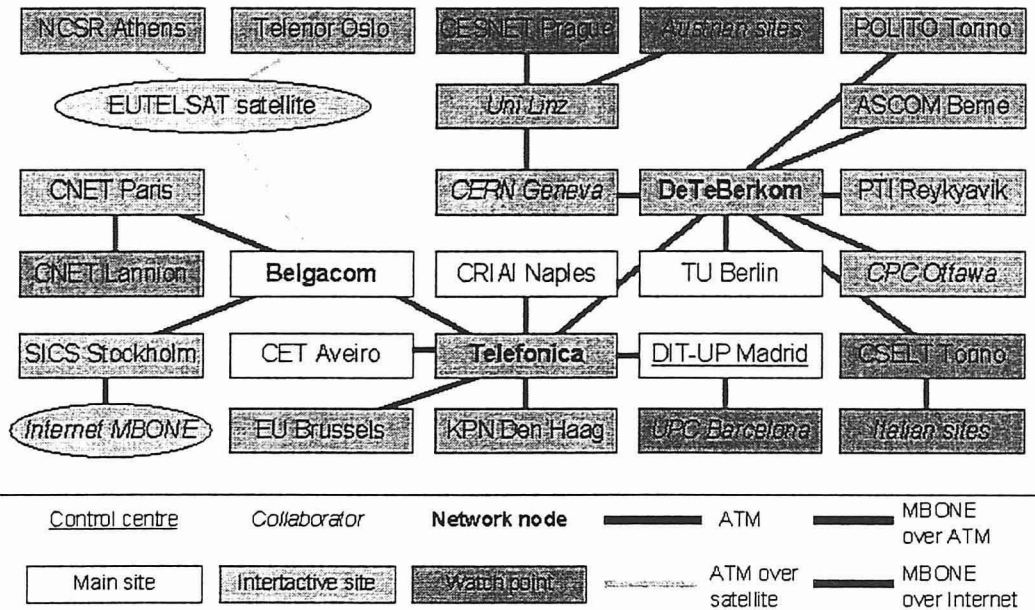 NCSR Athens
Telenor Oslo
CESNET Prague
Austrian sites
POLITO Torino
EUTELSAT satellite
Uni Linz
ASCOM Berne
CNET Paris
CERN Geneva
DeTeBerkom
PTI Reykyavik
CNET Lannion
Belgacom
CRIAI Naples
TU Berlin
CPC Ottawa
SICS Stockholm
CET Aveiro
Telefonica
DIT-UP Madrid
CSELT Torino
Internet MBONE
EU Brussels
KPN Den Haag
UPC Barcelona
Italian sites
Control centre
Collaborator
Network node
ATM
MBONE
over ATM
Main site
Intertactive site
Watch point
ATM over
satellite
MBONE
over Internet